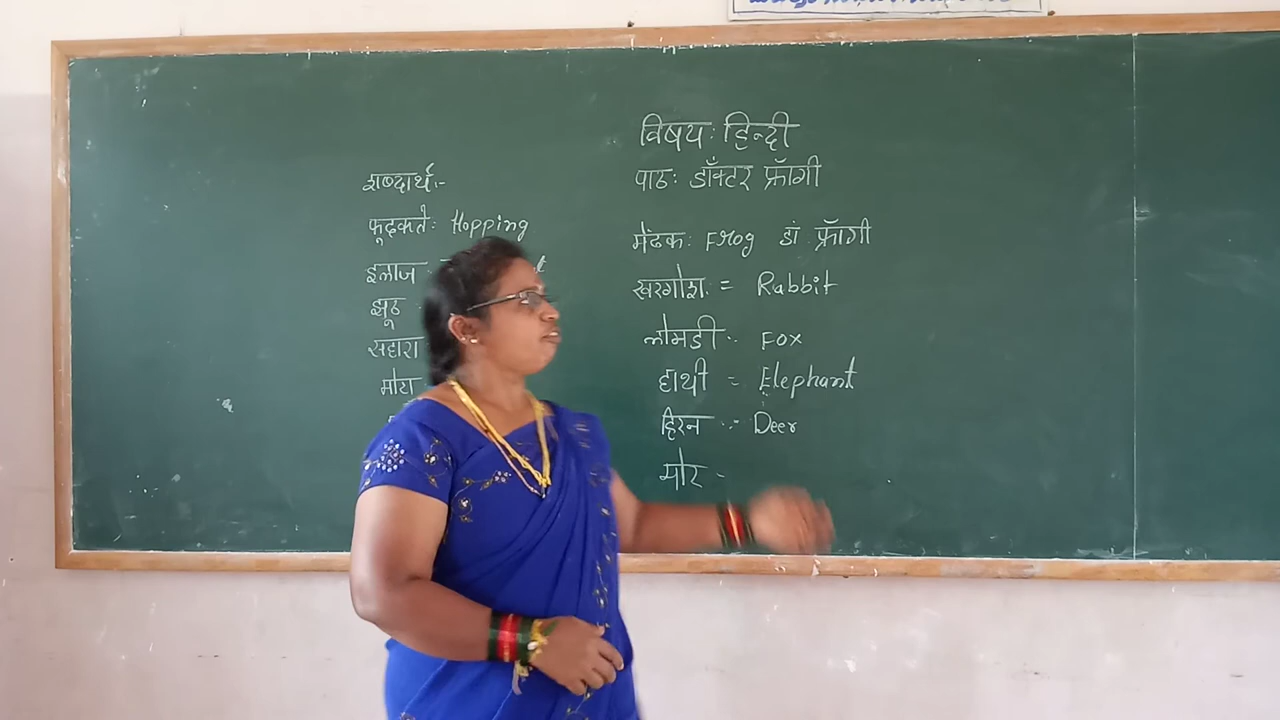 विषय: हिन्दी
पाठ: डॉक्टर फ्रॉगी
शब्दार्थ:-
फूदकते: Hopping
इलाज -
झूठ
सहारा
मोटा
मेंढक: Frog डॉ फ्रॉगी
खरगोश: = Rabbit
लोमडी :- Fox
हाथी = Elephant
हिरन :- Deer
मोर -